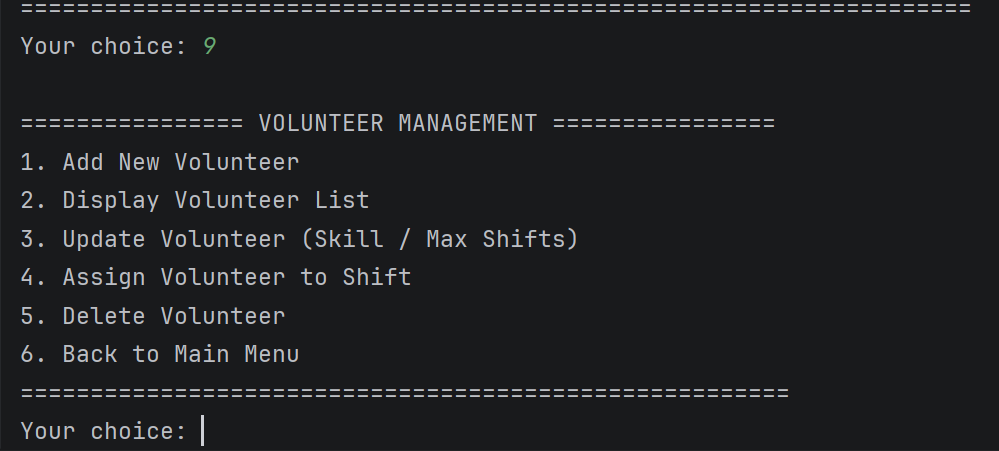 ====================================================================
Your choice: 9
================ VOLUNTEER MANAGEMENT ================
1. Add New Volunteer
2. Display Volunteer List
3. Update Volunteer (Skill / Max Shifts)
4. Assign Volunteer to Shift
5. Delete Volunteer
6. Back to Main Menu
=======================================================
Your choice: